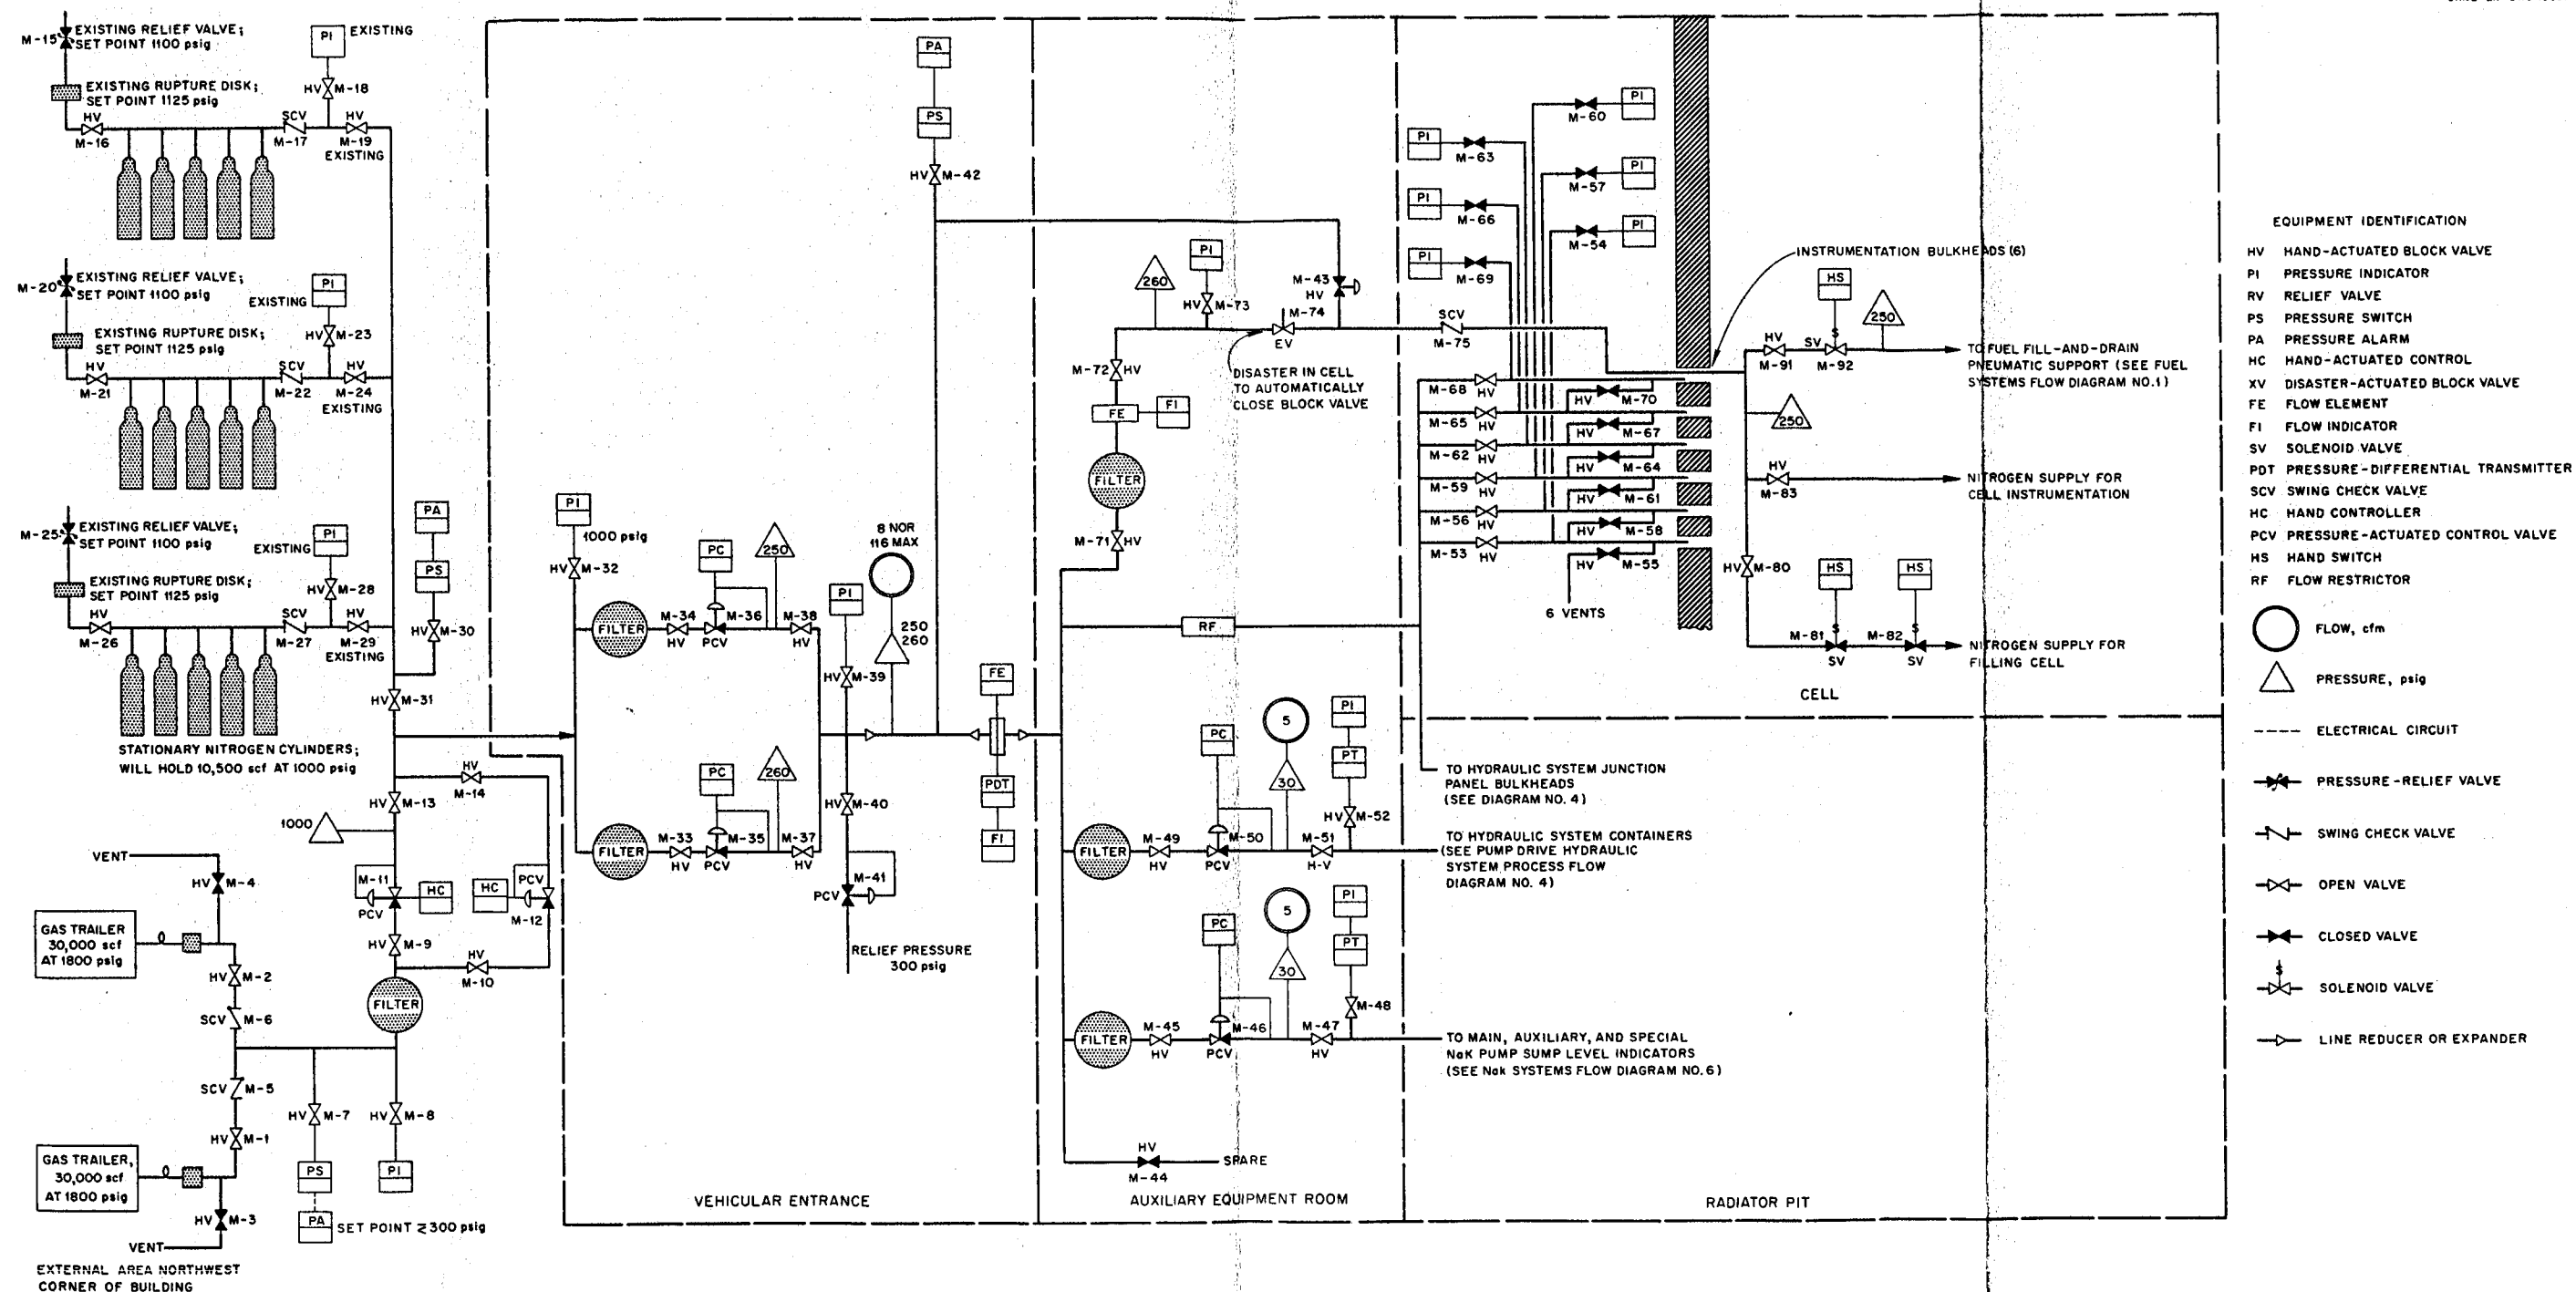 M-15
EXISTING RELIEF VALVE;
SET POINT 1100 psig
PI
EXISTING
EXISTING RUPTURE DISK;
SET POINT 1125 psig
HV
M-18
HV
M-16
SCV
M-17
HV
M-19
EXISTING
M-20
EXISTING RELIEF VALVE;
SET POINT 1100 psig
EXISTING
PI
EXISTING RUPTURE DISK;
SET POINT 1125 psig
HV
M-23
HV
M-21
SCV
M-22
HV
M-24
EXISTING
M-25
EXISTING RELIEF VALVE;
SET POINT 1100 psig
EXISTING
PI
EXISTING RUPTURE DISK;
SET POINT 1125 psig
HV
M-28
HV
M-26
SCV
M-27
HV
M-29
EXISTING
PA
PS
HV
M-30
HV
M-31
STATIONARY NITROGEN CYLINDERS;
WILL HOLD 10,500 scf AT 1000 psig
HV
M-14
HV
M-13
1000
M-11
PCV
HC
HC
PCV
M-12
HV
M-9
HV
M-10
FILTER
VENT
HV
M-4
GAS TRAILER
30,000 scf
AT 1800 psig
HV
M-2
SCV
M-6
SCV
M-5
HV
M-7
HV
M-8
HV
M-1
GAS TRAILER,
30,000 scf
AT 1800 psig
PS
PI
HV
M-3
PA
SET POINT ≷300 psig
VENT
EXTERNAL AREA NORTHWEST
CORNER OF BUILDING
PI
1000 psig
HV
M-32
FILTER
M-34
HV
PC
M-36
PCV
250
M-38
HV
FILTER
M-33
HV
PC
M-35
PCV
260
M-37
HV
8 NOR
116 MAX
PI
250
260
HV
M-39
HV
M-40
M-41
PCV
RELIEF PRESSURE
300 psig
PA
PS
HV
M-42
FE
PDT
FI
VEHICULAR ENTRANCE
260
PI
HV
M-73
M-43
HV
M-74
EV
SCV
M-75
M-72
HV
DISASTER IN CELL
TO AUTOMATICALLY
CLOSE BLOCK VALVE
FE
FI
FILTER
M-71
HV
RF
FILTER
M-49
HV
PC
M-50
PCV
5
30
M-51
H-V
PI
PT
HV
M-52
FILTER
M-45
HV
PC
M-46
PCV
5
30
M-47
HV
PI
PT
M-48
HV
M-44
SPARE
AUXILIARY EQUIPMENT ROOM
PI
M-60
PI
M-63
PI
M-57
PI
M-66
PI
M-54
PI
M-69
INSTRUMENTATION BULKHEADS (6)
M-68
HV
HV
M-70
M-65
HV
HV
M-67
M-62
HV
HV
M-64
M-59
HV
HV
M-61
M-56
HV
HV
M-58
M-53
HV
HV
M-55
6 VENTS
TO HYDRAULIC SYSTEM JUNCTION
PANEL BULKHEADS
(SEE DIAGRAM NO. 4)
TO HYDRAULIC SYSTEM CONTAINERS
(SEE PUMP DRIVE HYDRAULIC
SYSTEM PROCESS FLOW
DIAGRAM NO. 4)
TO MAIN, AUXILIARY, AND SPECIAL
NaK PUMP SUMP LEVEL INDICATORS
(SEE Nak SYSTEMS FLOW DIAGRAM NO. 6)
HS
250
HV
M-91
SV
S
M-92
TO FUEL FILL-AND-DRAIN
PNEUMATIC SUPPORT (SEE FUEL
SYSTEMS FLOW DIAGRAM NO.1)
250
HV
M-83
NITROGEN SUPPLY FOR
CELL INSTRUMENTATION
HV
M-80
HS
HS
M-81
S
SV
M-82
S
SV
NITROGEN SUPPLY FOR
FILLING CELL
CELL
RADIATOR PIT
EQUIPMENT IDENTIFICATION
HV HAND-ACTUATED BLOCK VALVE
PI PRESSURE INDICATOR
RV RELIEF VALVE
PS PRESSURE SWITCH
PA PRESSURE ALARM
HC HAND-ACTUATED CONTROL
XV DISASTER-ACTUATED BLOCK VALVE
FE FLOW ELEMENT
FI FLOW INDICATOR
SV SOLENOID VALVE
PDT PRESSURE-DIFFERENTIAL TRANSMITTER
SCV SWING CHECK VALVE
HC HAND CONTROLLER
PCV PRESSURE-ACTUATED CONTROL VALVE
HS HAND SWITCH
RF FLOW RESTRICTOR
FLOW, cfm
PRESSURE, psig
ELECTRICAL CIRCUIT
PRESSURE-RELIEF VALVE
SWING CHECK VALVE
OPEN VALVE
CLOSED VALVE
S
SOLENOID VALVE
LINE REDUCER OR EXPANDER